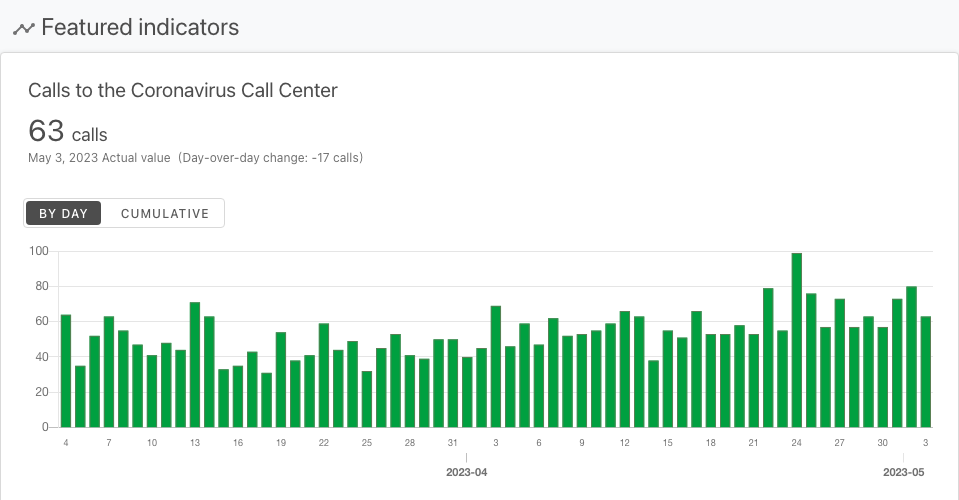 Featured indicators
Calls to the Coronavirus Call Center
63 calls
May 3, 2023 Actual value (Day-over-day change: -17 calls)
BY DAY CUMULATIVE
100
80
60
40
20
0
4 7 10 13 16 19 22 25 28 31 3 6 9 12 15 18 21 24 27 30 3
2023-04 2023-05